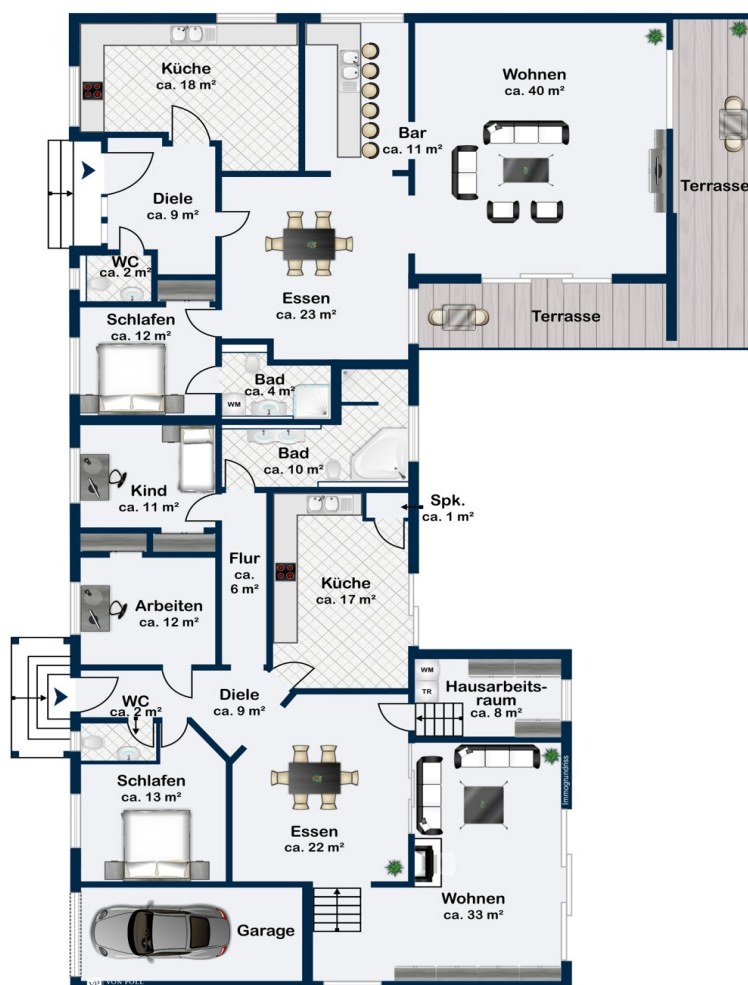 Küche
ca. 18 m²
Wohnen
ca. 40 m²
Bar
ca. 11 m²
Terrasse
Diele
ca. 9 m²
WC
ca. 2 m²
Essen
ca. 23 m²
Terrasse
Schlafen
ca. 12 m²
Bad
ca. 4 m²
WM
Bad
ca. 10 m²
Kind
ca. 11 m²
Spk.
ca. 1 m²
Flur
ca.
6 m²
Küche
ca. 17 m²
Arbeiten
ca. 12 m²
WM
TR
Hausarbeits-
raum
ca. 8 m²
Diele
ca. 9 m²
WC
ca. 2 m²
Schlafen
ca. 13 m²
Essen
ca. 22 m²
Immogrundriss
Wohnen
ca. 33 m²
Garage
VON POLL